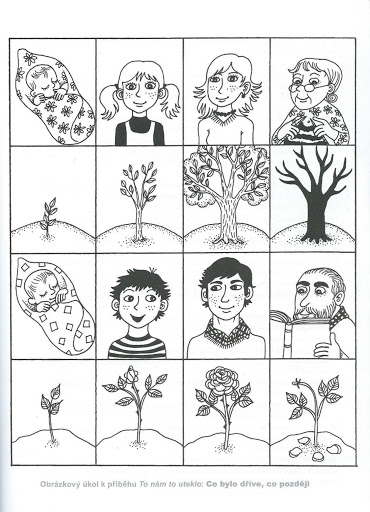 Obrázkový úkol k příběhu To nám to uteklo: Co bylo dříve, co později